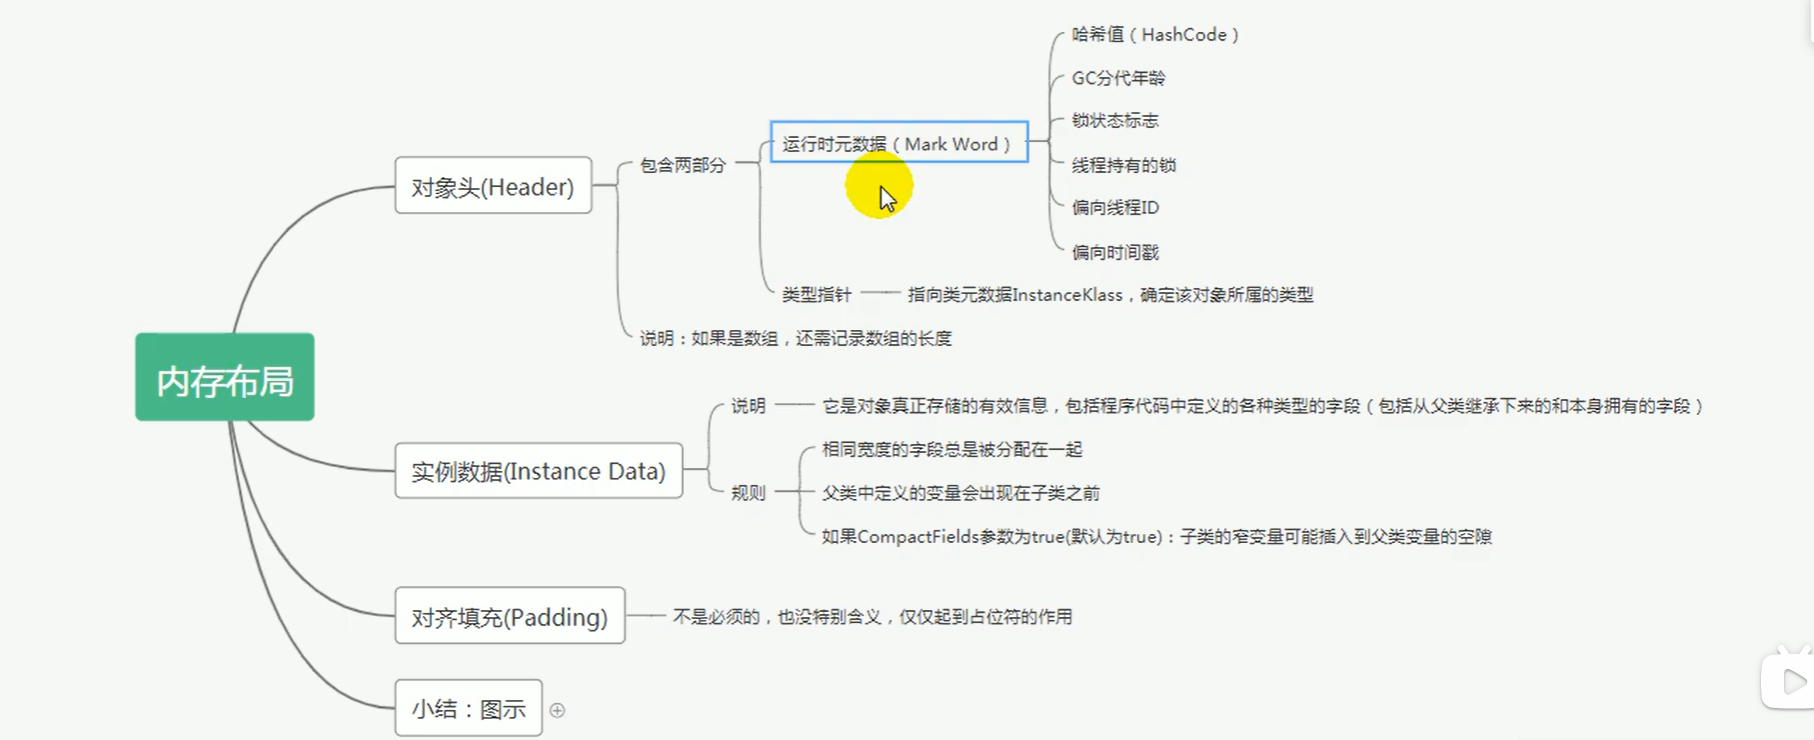 哈希值（HashCode）
GC分代年龄
锁状态标志
运行时元数据（Mark Word）
包含两部分
线程持有的锁
对象头(Header)
偏向线程ID
偏向时间戳
类型指针
指向类元数据InstanceKlass，确定该对象所属的类型
说明：如果是数组，还需记录数组的长度
内存布局
说明
它是对象真正存储的有效信息，包括程序代码中定义的各种类型的字段（包括从父类继承下来的和本身拥有的字段）
相同宽度的字段总是被分配在一起
实例数据(Instance Data)
规则
父类中定义的变量会出现在子类之前
如果CompactFields参数为true(默认为true)：子类的窄变量可能插入到父类变量的空隙
对齐填充(Padding)
不是必须的，也没特别含义，仅仅起到占位符的作用
小结：图示